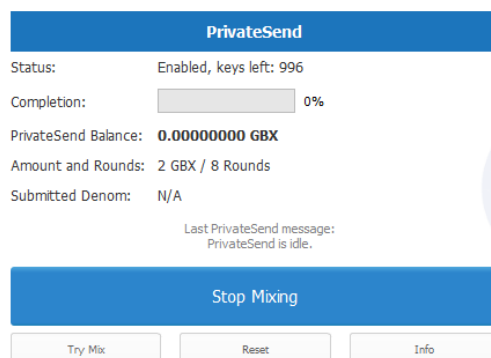 PrivateSend
Status: Enabled, keys left: 996
Completion: 0%
PrivateSend Balance: 0.00000000 GBX
Amount and Rounds: 2 GBX / 8 Rounds
Submitted Denom: N/A
Last PrivateSend message:
PrivateSend is idle.
Stop Mixing
Try Mix Reset Info